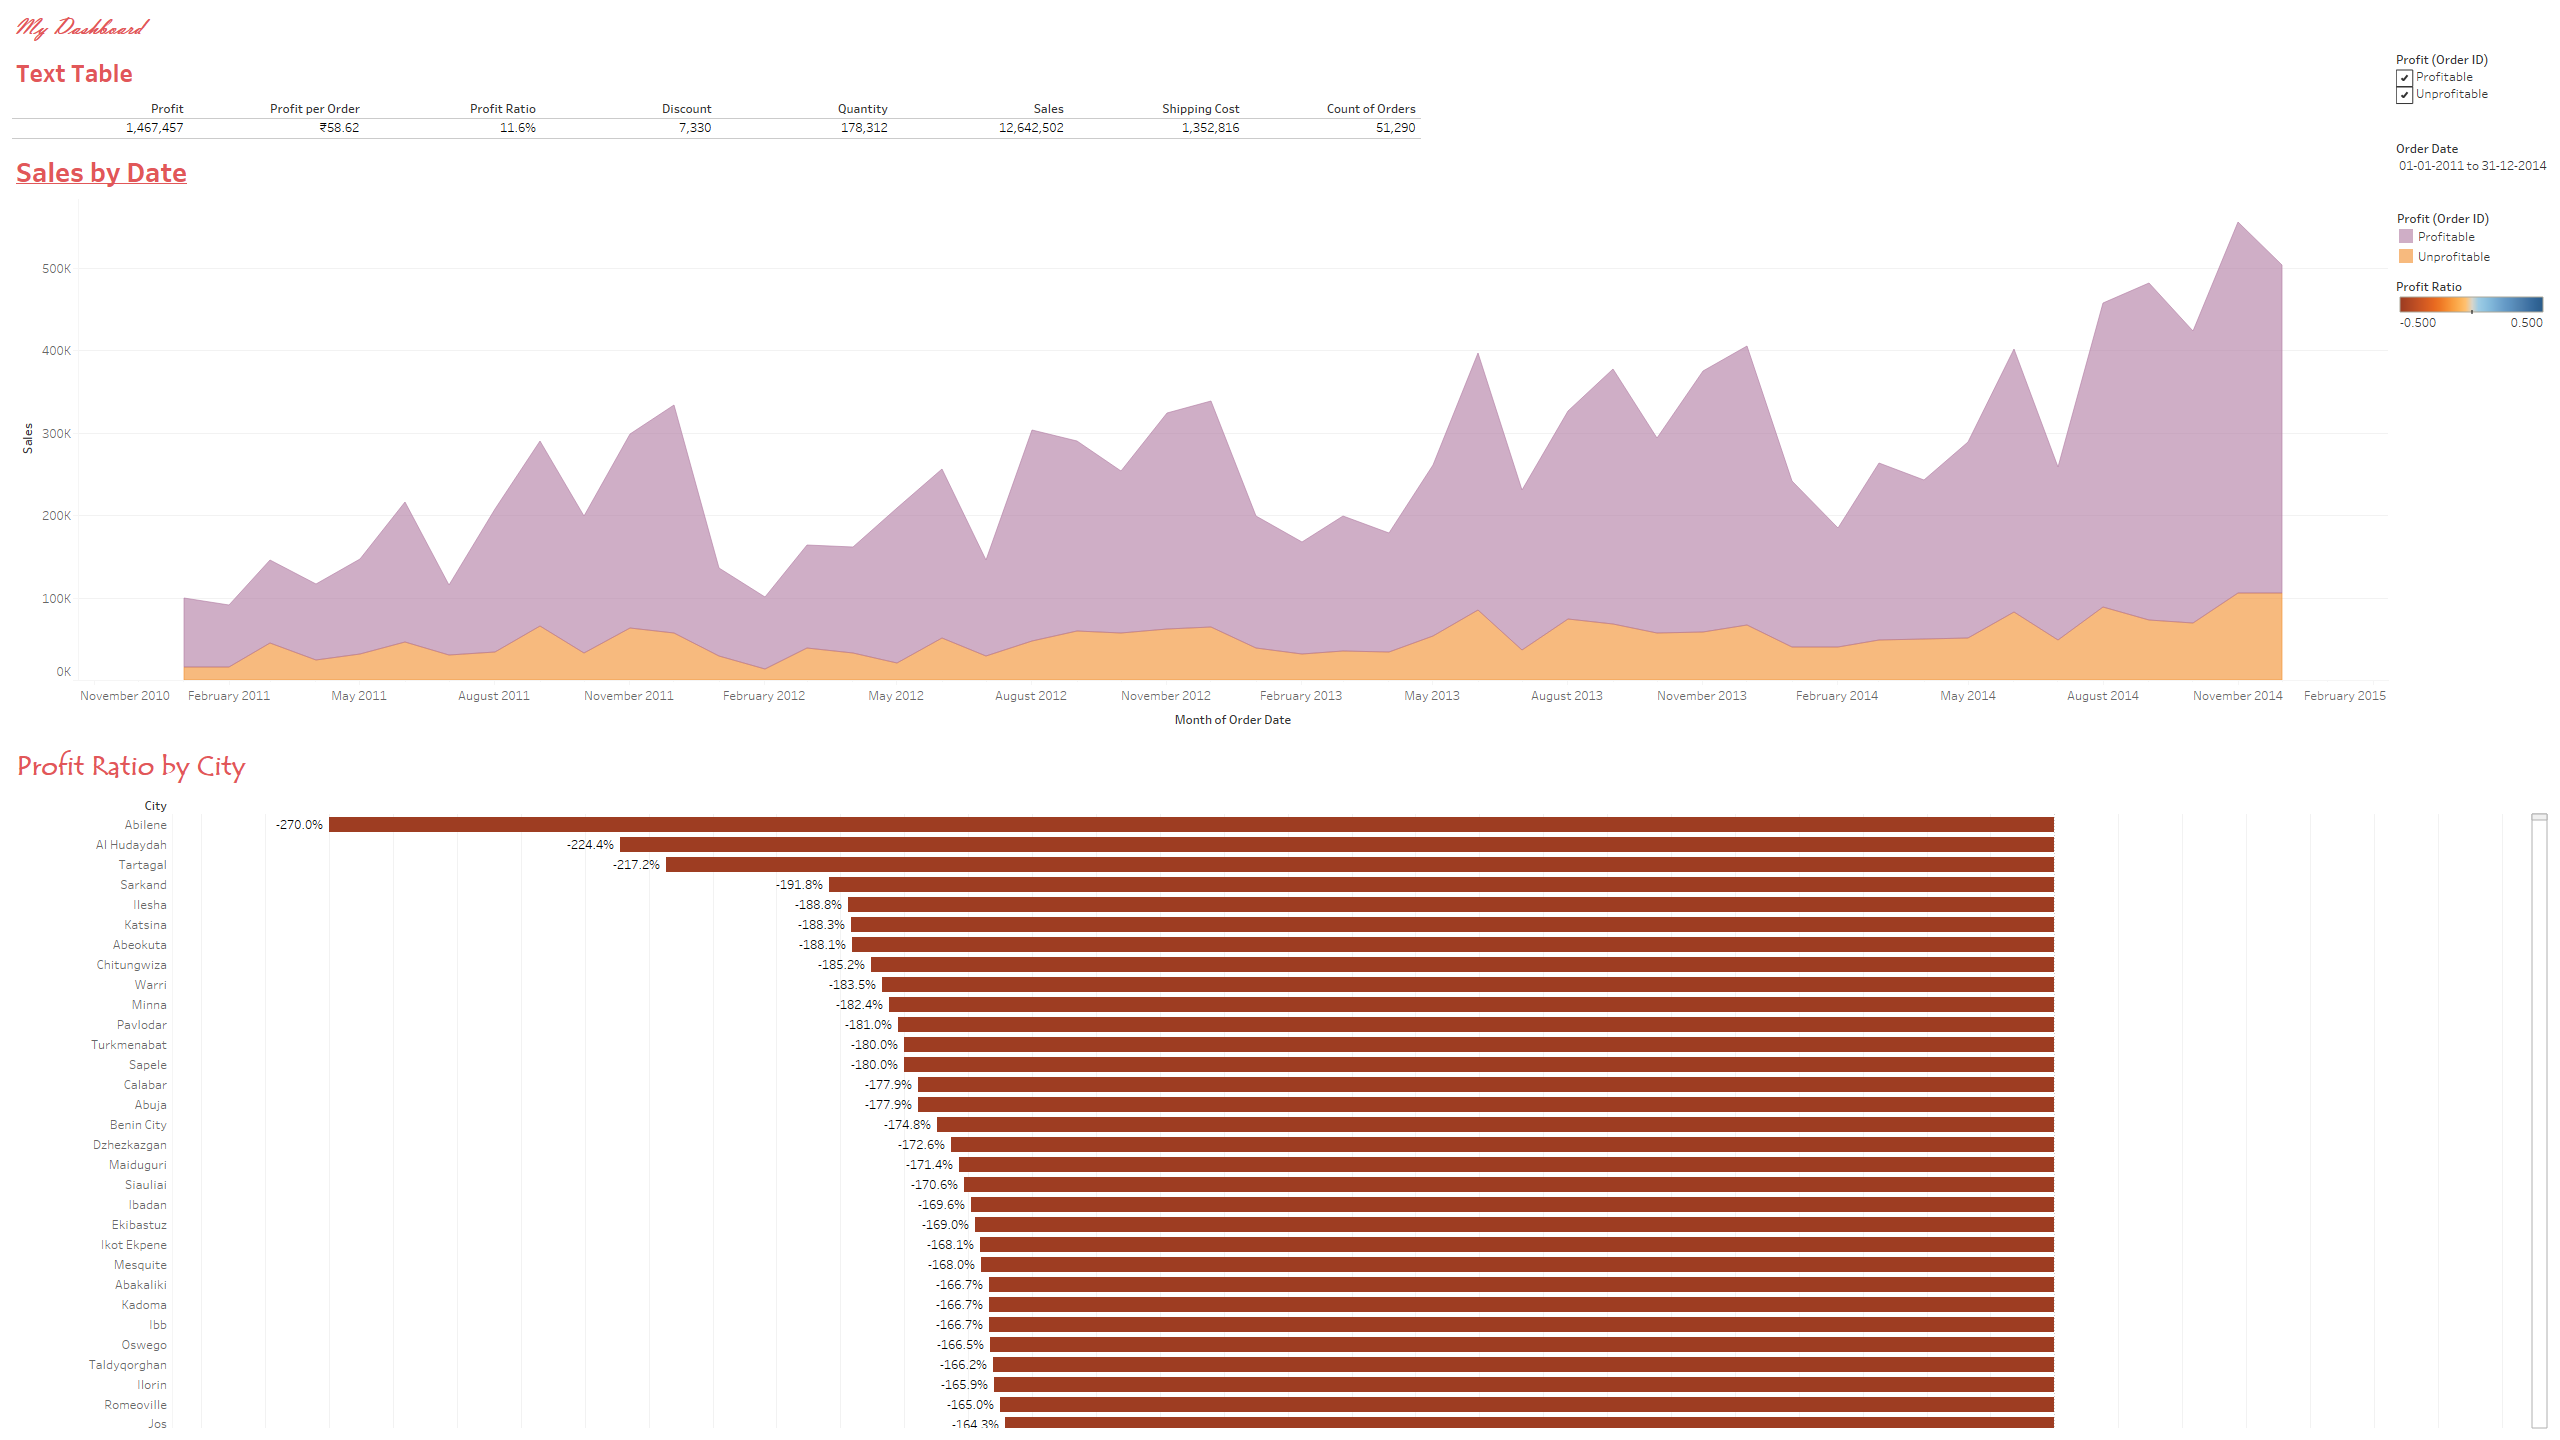 My Dashboard
Text Table
Profit (Order ID)
Profitable
Unprofitable
Profit Profit per Order Profit Ratio Discount Quantity Sales Shipping Cost Count of Orders
1,467,457 ₹58.62 11.6% 7,330 178,312 12,642,502 1,352,816 51,290
Order Date
01-01-2011 to 31-12-2014
Sales by Date
Profit (Order ID)
Profitable
Unprofitable
Profit Ratio
-0.500 0.500
500K
400K
300K
200K
100K
0K
Sales
November 2010 February 2011 May 2011 August 2011 November 2011 February 2012 May 2012 August 2012 November 2012 February 2013 May 2013 August 2013 November 2013 February 2014 May 2014 August 2014 November 2014 February 2015
Month of Order Date
Profit Ratio by City
City
Abilene -270.0%
Al Hudaydah -224.4%
Tartagal -217.2%
Sarkand -191.8%
Ilesha -188.8%
Katsina -188.3%
Abeokuta -188.1%
Chitungwiza -185.2%
Warri -183.5%
Minna -182.4%
Pavlodar -181.0%
Turkmenabat -180.0%
Sapele -180.0%
Calabar -177.9%
Abuja -177.9%
Benin City -174.8%
Dzhezkazgan -172.6%
Maiduguri -171.4%
Siauliai -170.6%
Ibadan -169.6%
Ekibastuz -169.0%
Ikot Ekpene -168.1%
Mesquite -168.0%
Abakaliki -166.7%
Kadoma -166.7%
Ibb -166.7%
Oswego -166.5%
Taldyqorghan -166.2%
Ilorin -165.9%
Romeoville -165.0%
Jos -164.3%